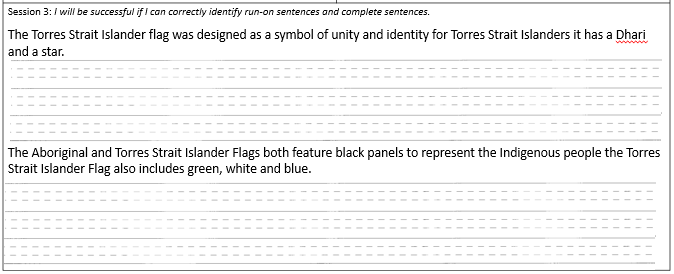 Session 3: I will be successful if I can correctly identify run-on sentences and complete sentences.
The Torres Strait Islander flag was designed as a symbol of unity and identity for Torres Strait Islanders it has a Dhari
and a star.
The Aboriginal and Torres Strait Islander Flags both feature black panels to represent the Indigenous people the Torres
Strait Islander Flag also includes green, white and blue.